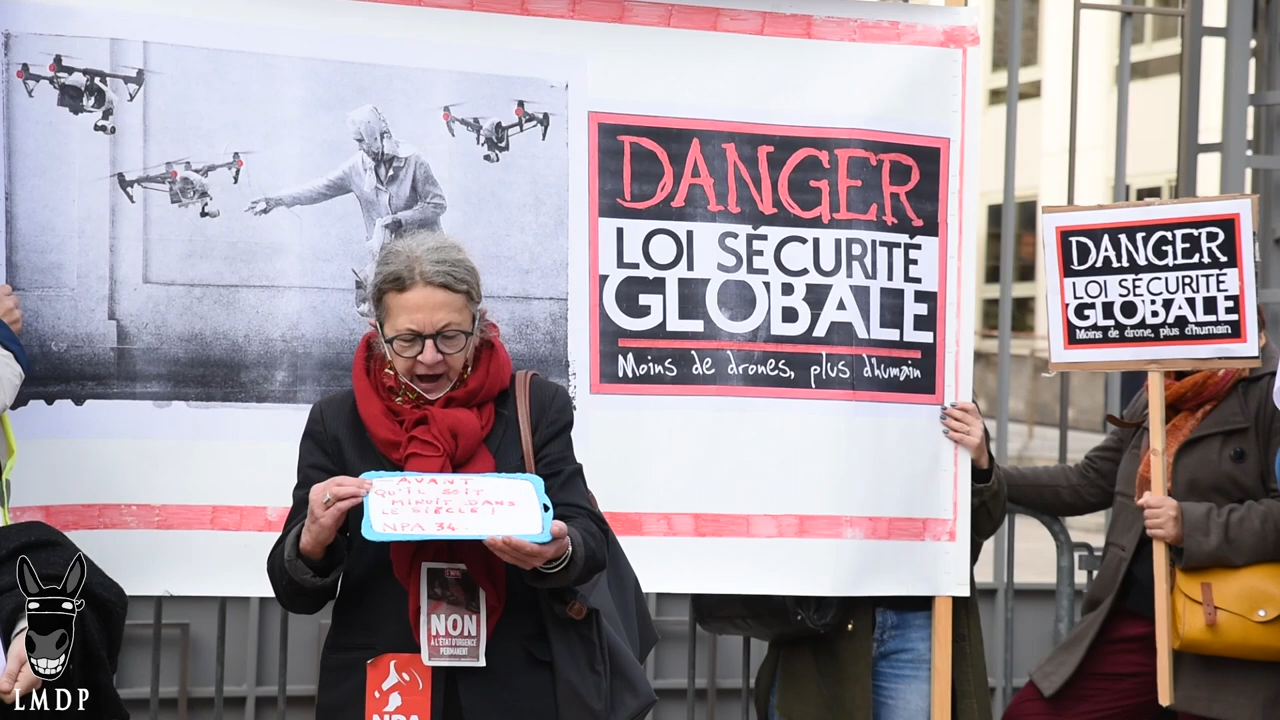 DANGER
LOI SÉCURITÉ
GLOBALE
Moins de drones, plus d'humain
DANGER
LOI SÉCURITÉ
GLOBALE
Moins de drone, plus d'humain
AVANT
QU'IL SOIT
MINUIT DANS
LE SIÈCLE!
NPA 34.
NON
À L'ÉTAT D'URGENCE
PERMANENT
NPA
LMDP